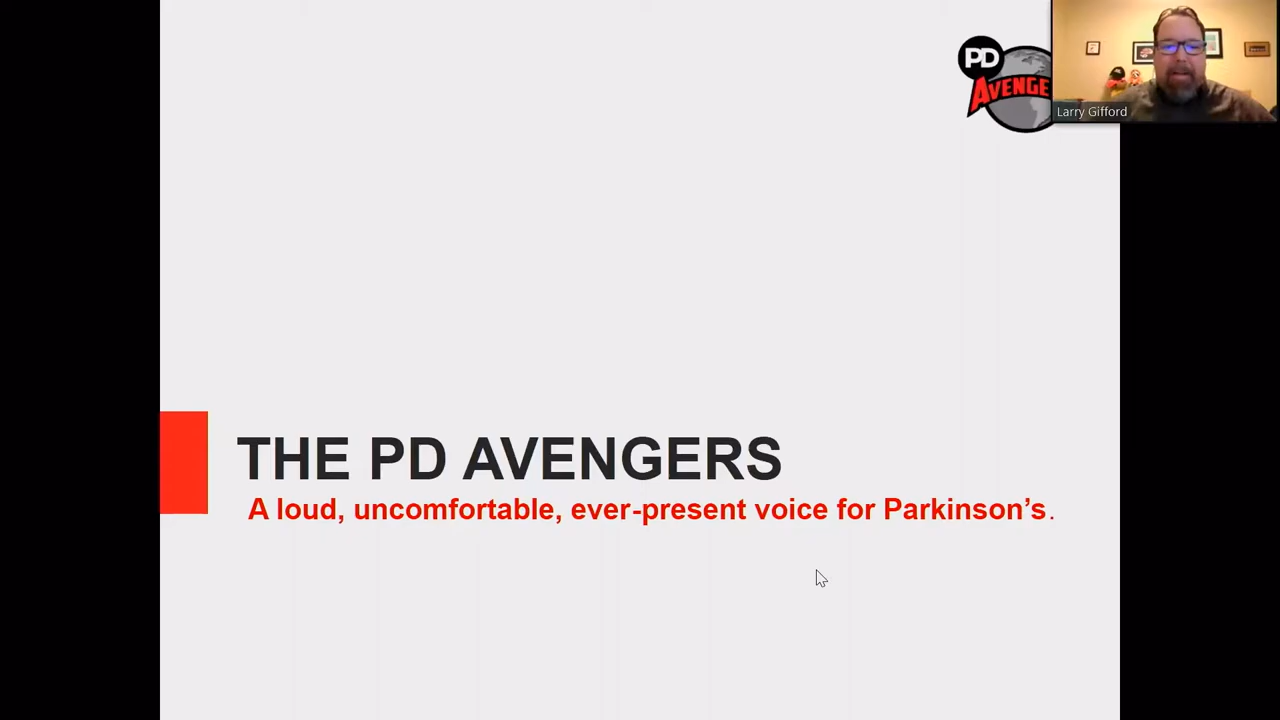 PD
AVENGE
Larry Gifford
THE PD AVENGERS
A loud, uncomfortable, ever-present voice for Parkinson’s.